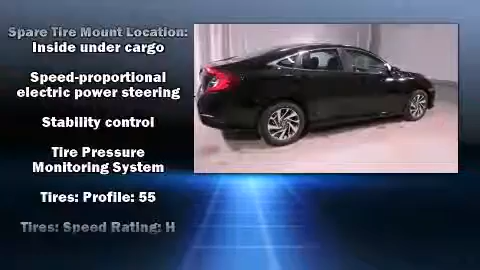 Spare Tire Mount Location:
Inside under cargo
Speed-proportional
electric power steering
Stability control
Tire Pressure
Monitoring System
Tires: Profile: 55
Tires: Speed Rating: H